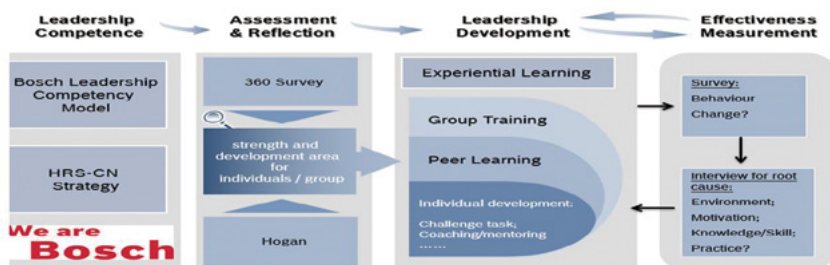 Leadership
Competence
Assessment
& Reflection
Leadership
Development
Effectiveness
Measurement
Bosch Leadership
Competency
Model
HRS-CN
Strategy
We are
Bosch
360 Survey
strength and
development area
for
individuals / group
Hogan
Experiential Learning
Group Training
Peer Learning
Individual development:
Challenge task;
Coaching/mentoring
......
Survey:
Behaviour
Change?
Interview for root
cause:
Environment;
Motivation;
Knowledge/Skill;
Practice?